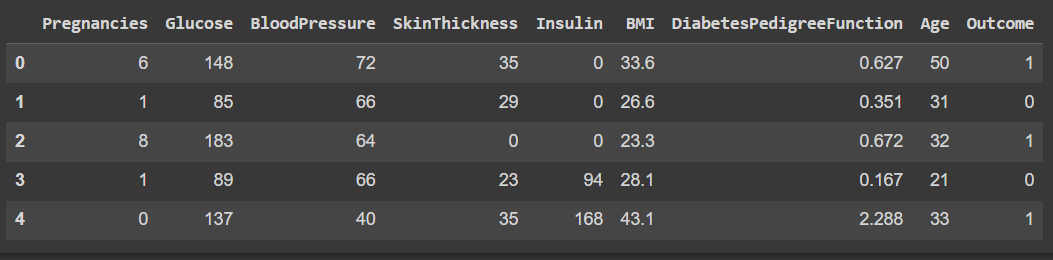 Pregnancies Glucose BloodPressure SkinThickness Insulin BMI DiabetesPedigreeFunction Age Outcome
0 6 148 72 35 0 33.6 0.627 50 1
1 1 85 66 29 0 26.6 0.351 31 0
2 8 183 64 0 0 23.3 0.672 32 1
3 1 89 66 23 94 28.1 0.167 21 0
4 0 137 40 35 168 43.1 2.288 33 1